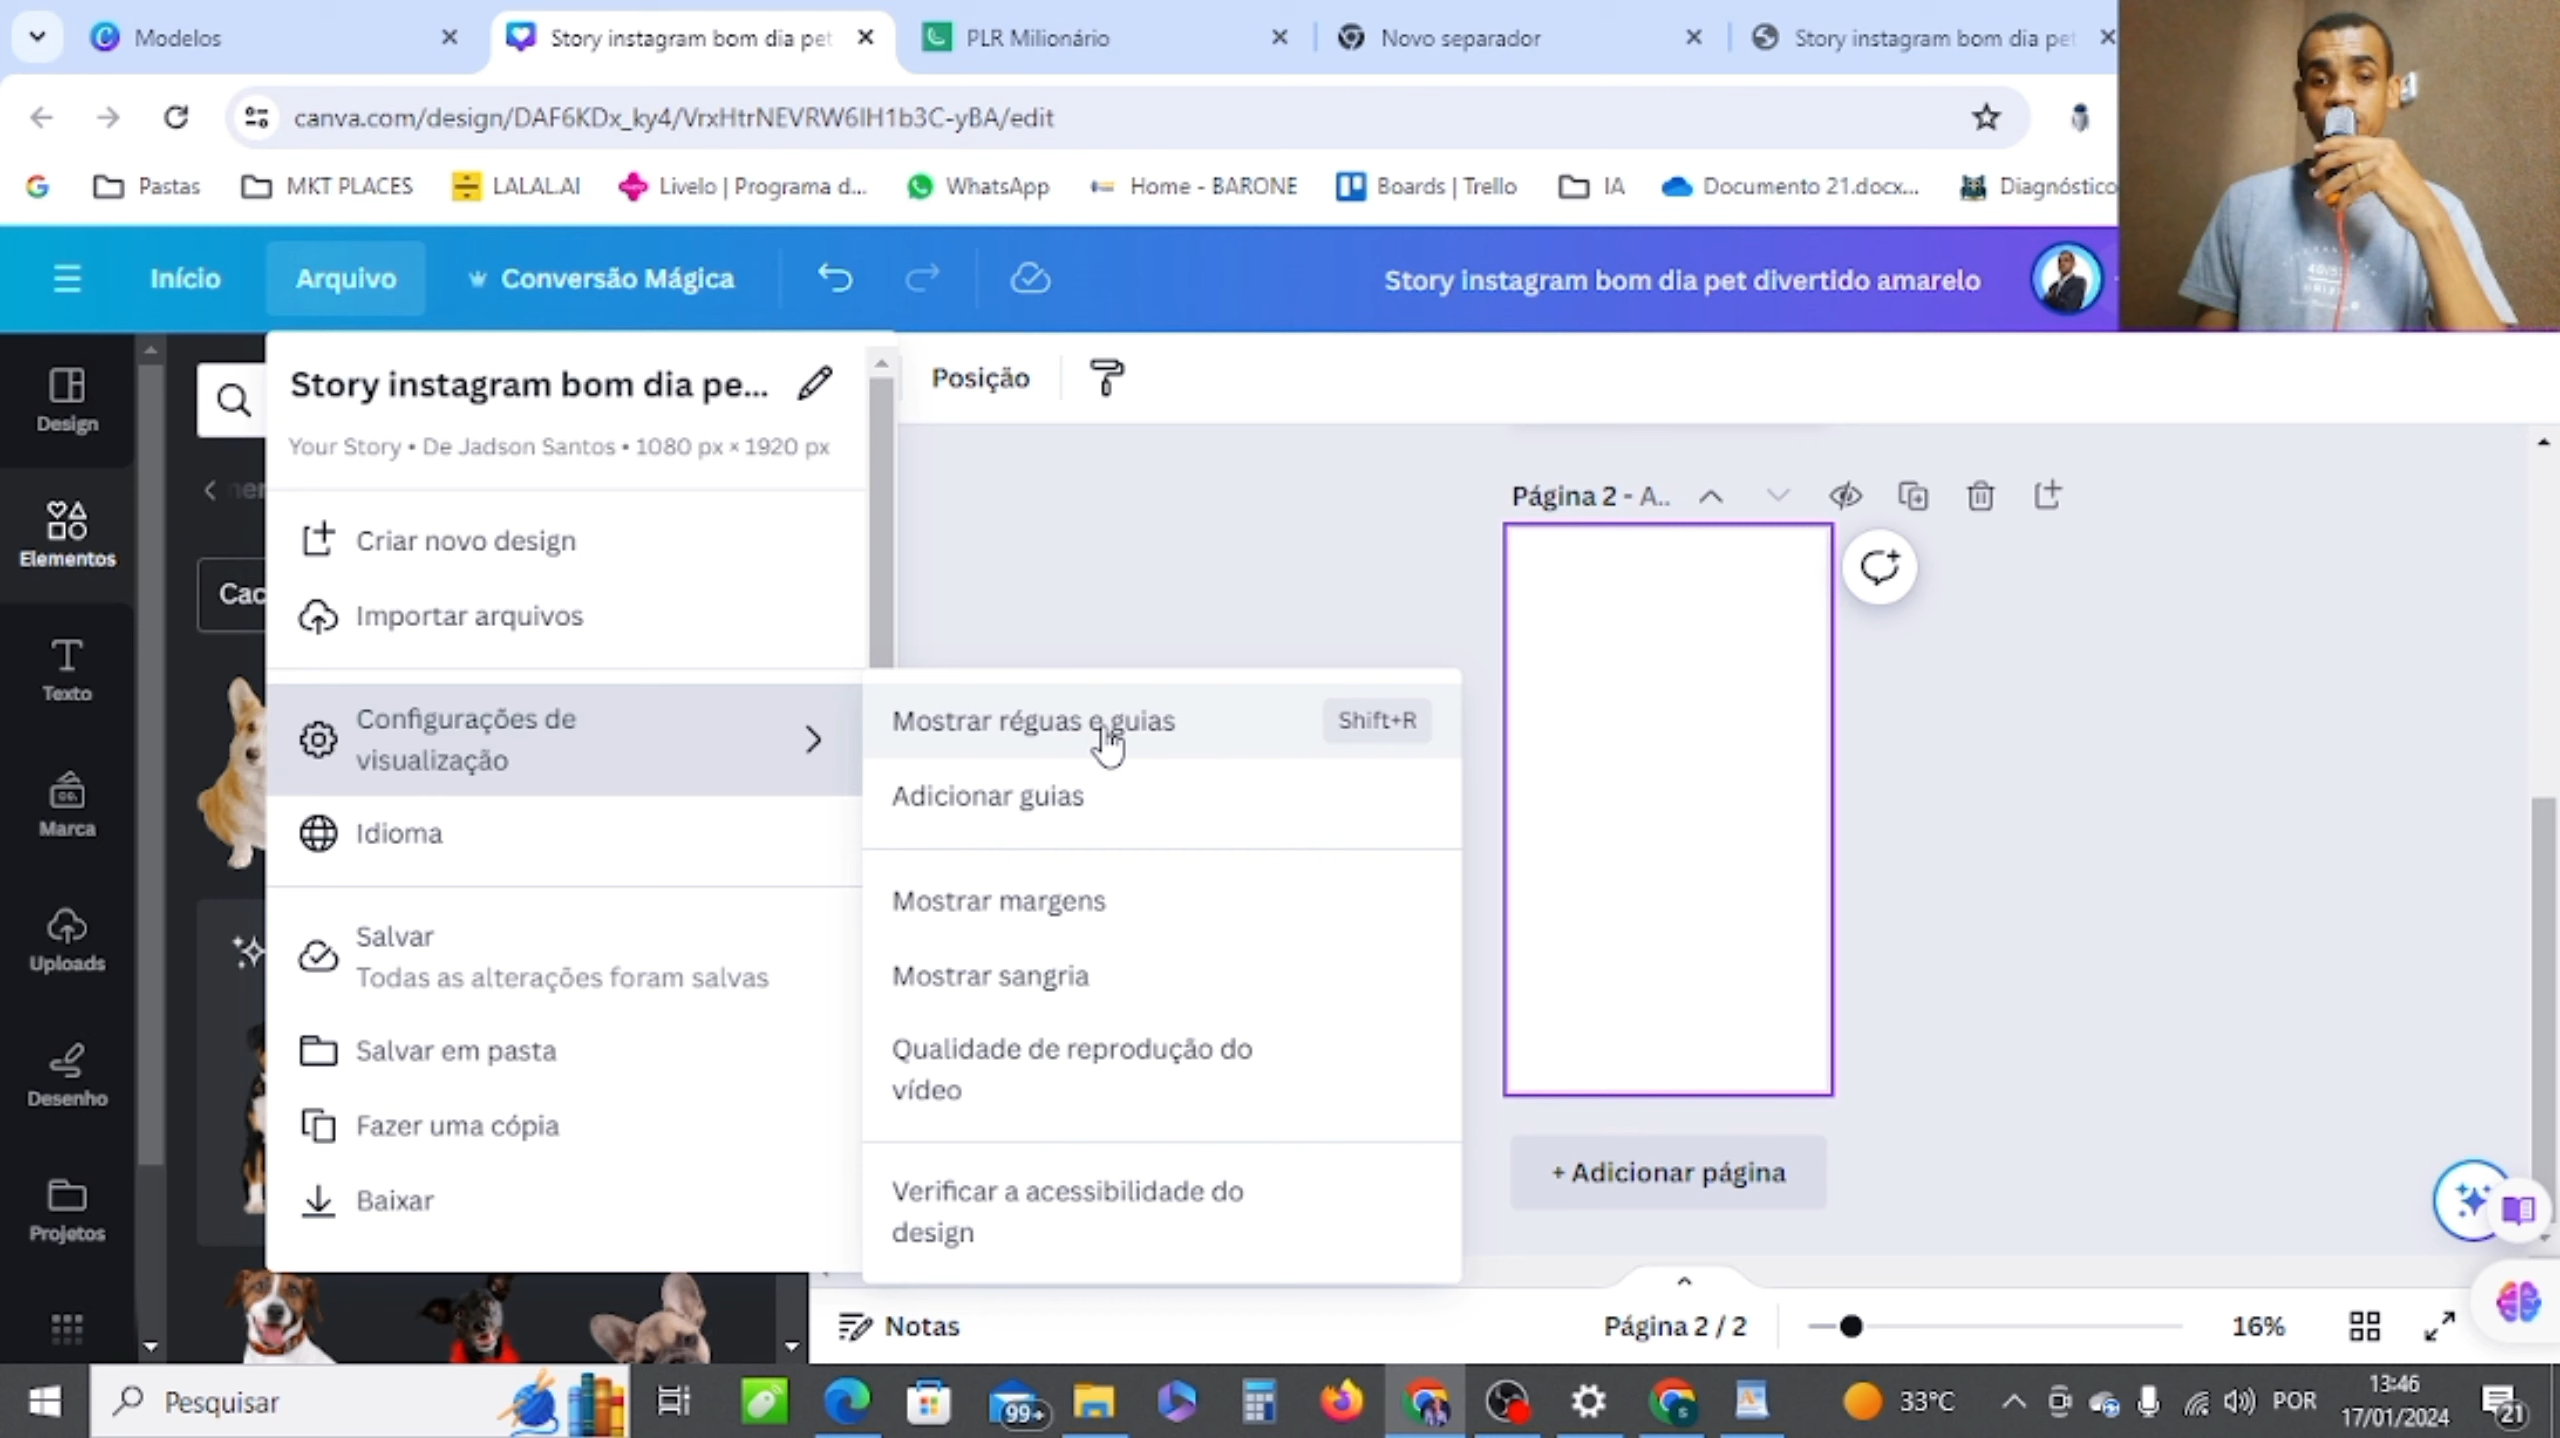 Modelos
Story instagram bom dia pet
PLR Milionário
Novo separador
Story instagram bom dia pet
canva.com/design/DAF6KDx_ky4/VrxHtrNEVRW6lH1b3C-yBA/edit
Pastas
MKT PLACES
LALAL.AI
Livelo | Programa d...
WhatsApp
Home - BARONE
Boards | Trello
IA
Documento 21.docx...
Diagnóstico
Início
Arquivo
Conversão Mágica
Story instagram bom dia pet divertido amarelo
Design
Elementos
Texto
Marca
Uploads
Desenho
Projetos
Cac
Story instagram bom dia pe...
Your Story • De Jadson Santos • 1080 px × 1920 px
Criar novo design
Importar arquivos
Configurações de
visualização
Idioma
Salvar
Todas as alterações foram salvas
Salvar em pasta
Fazer uma cópia
Baixar
Mostrar réguas e guias
Shift+R
Adicionar guias
Mostrar margens
Mostrar sangria
Qualidade de reprodução do
vídeo
Verificar a acessibilidade do
design
Posição
Página 2 - A..
+ Adicionar página
Notas
Página 2 / 2
16%
Pesquisar
99+
33°C
POR
13:46
17/01/2024
21